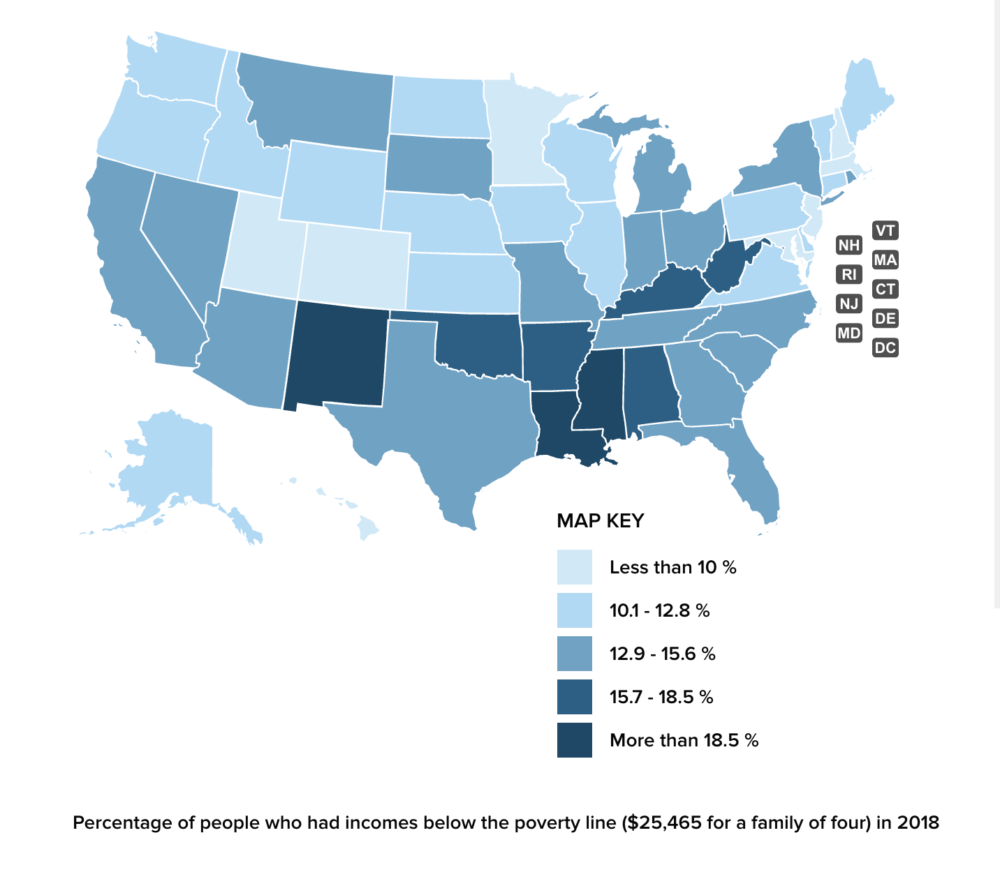 VT
NH
MA
RI
CT
NJ
DE
MD
DC
MAP KEY
Less than 10 %
10.1 - 12.8 %
12.9 - 15.6 %
15.7 - 18.5 %
More than 18.5 %
Percentage of people who had incomes below the poverty line ($25,465 for a family of four) in 2018